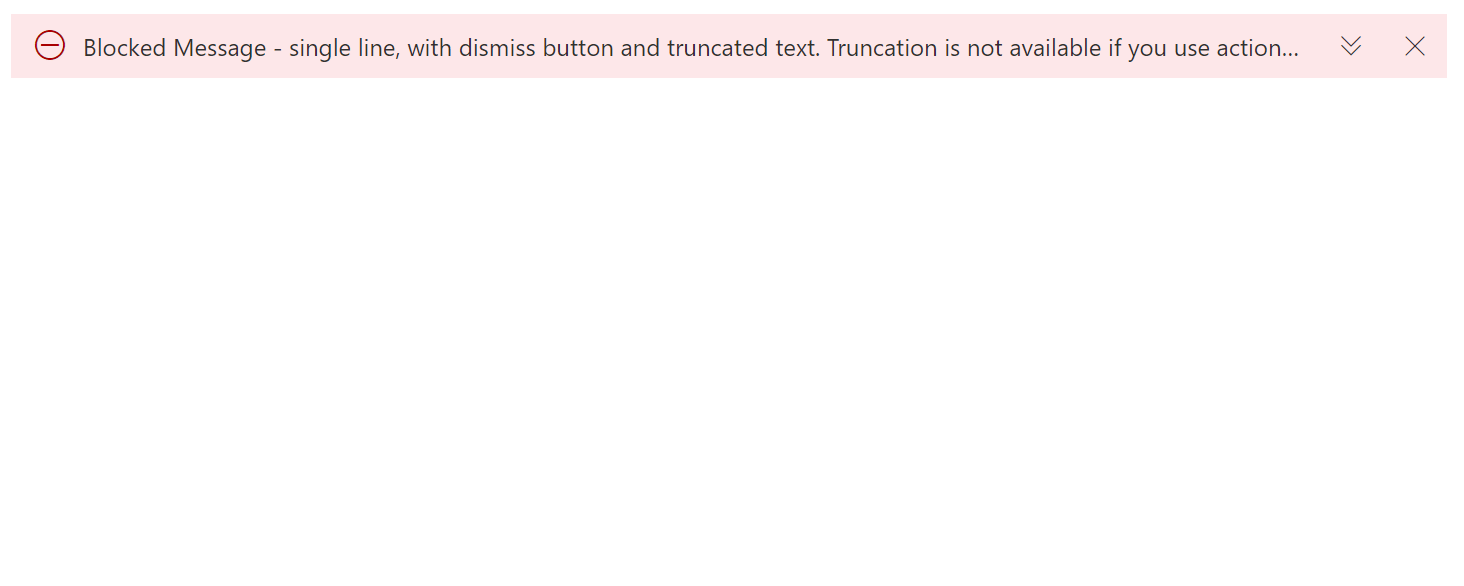 Blocked Message - single line, with dismiss button and truncated text. Truncation is not available if you use action...